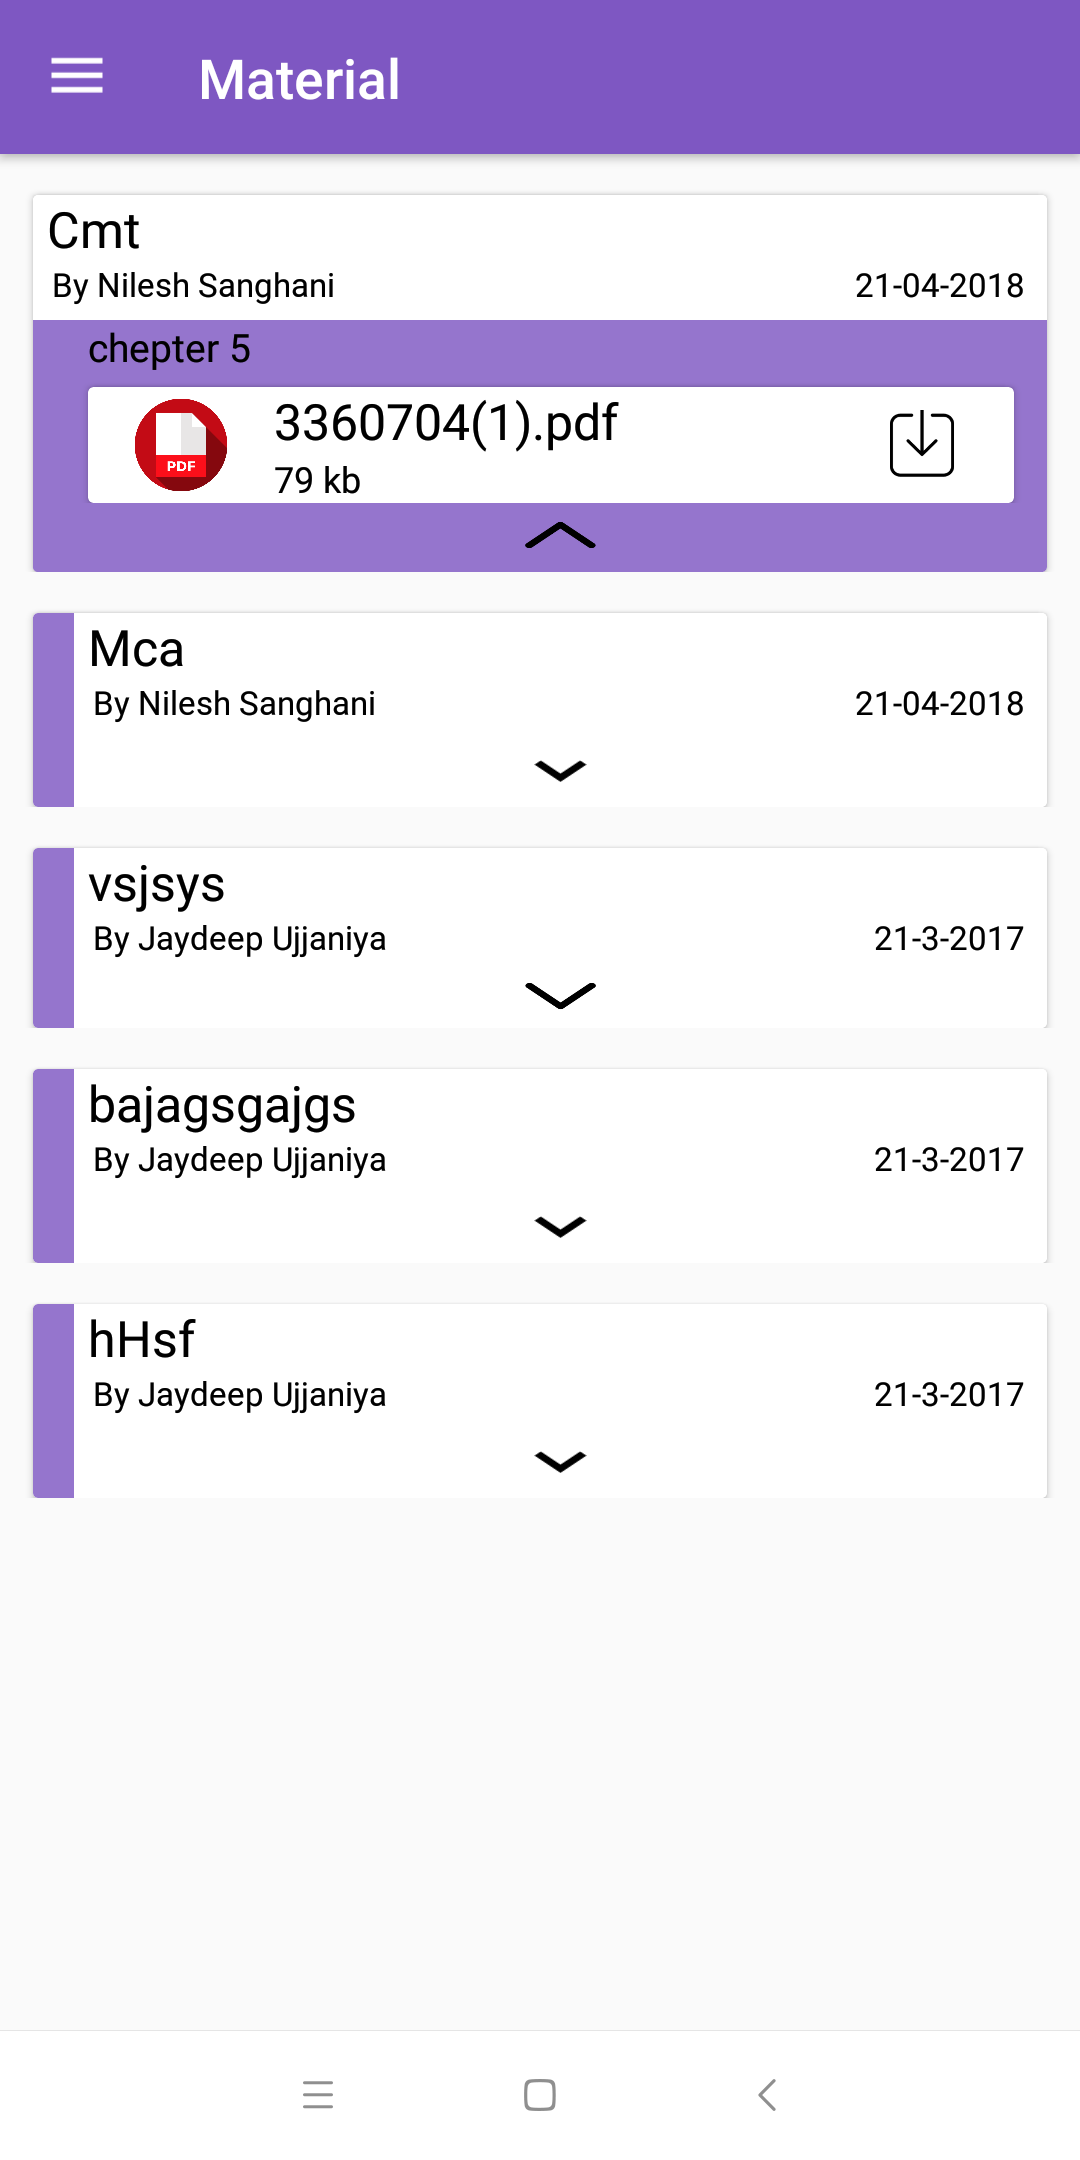 Material
Cmt
By Nilesh Sanghani 21-04-2018
chepter 5
3360704(1).pdf
PDF
79 kb
Mca
By Nilesh Sanghani 21-04-2018
vsjsys
By Jaydeep Ujjaniya 21-3-2017
bajagsgajgs
By Jaydeep Ujjaniya 21-3-2017
hHsf
By Jaydeep Ujjaniya 21-3-2017